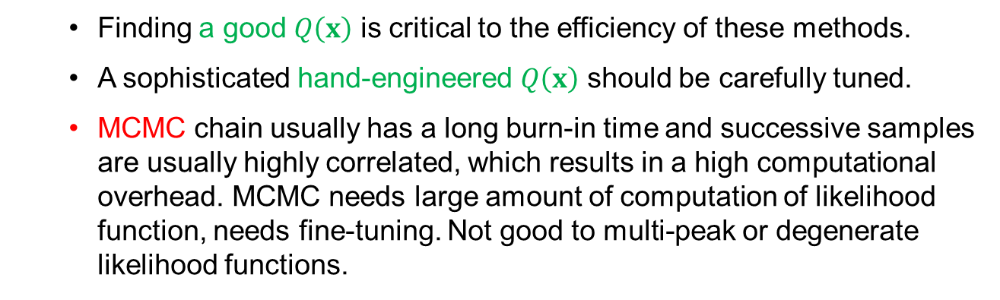 • Finding a good Q(x) is critical to the efficiency of these methods.
• A sophisticated hand-engineered Q(x) should be carefully tuned.
• MCMC chain usually has a long burn-in time and successive samples
are usually highly correlated, which results in a high computational
overhead. MCMC needs large amount of computation of likelihood
function, needs fine-tuning. Not good to multi-peak or degenerate
likelihood functions.